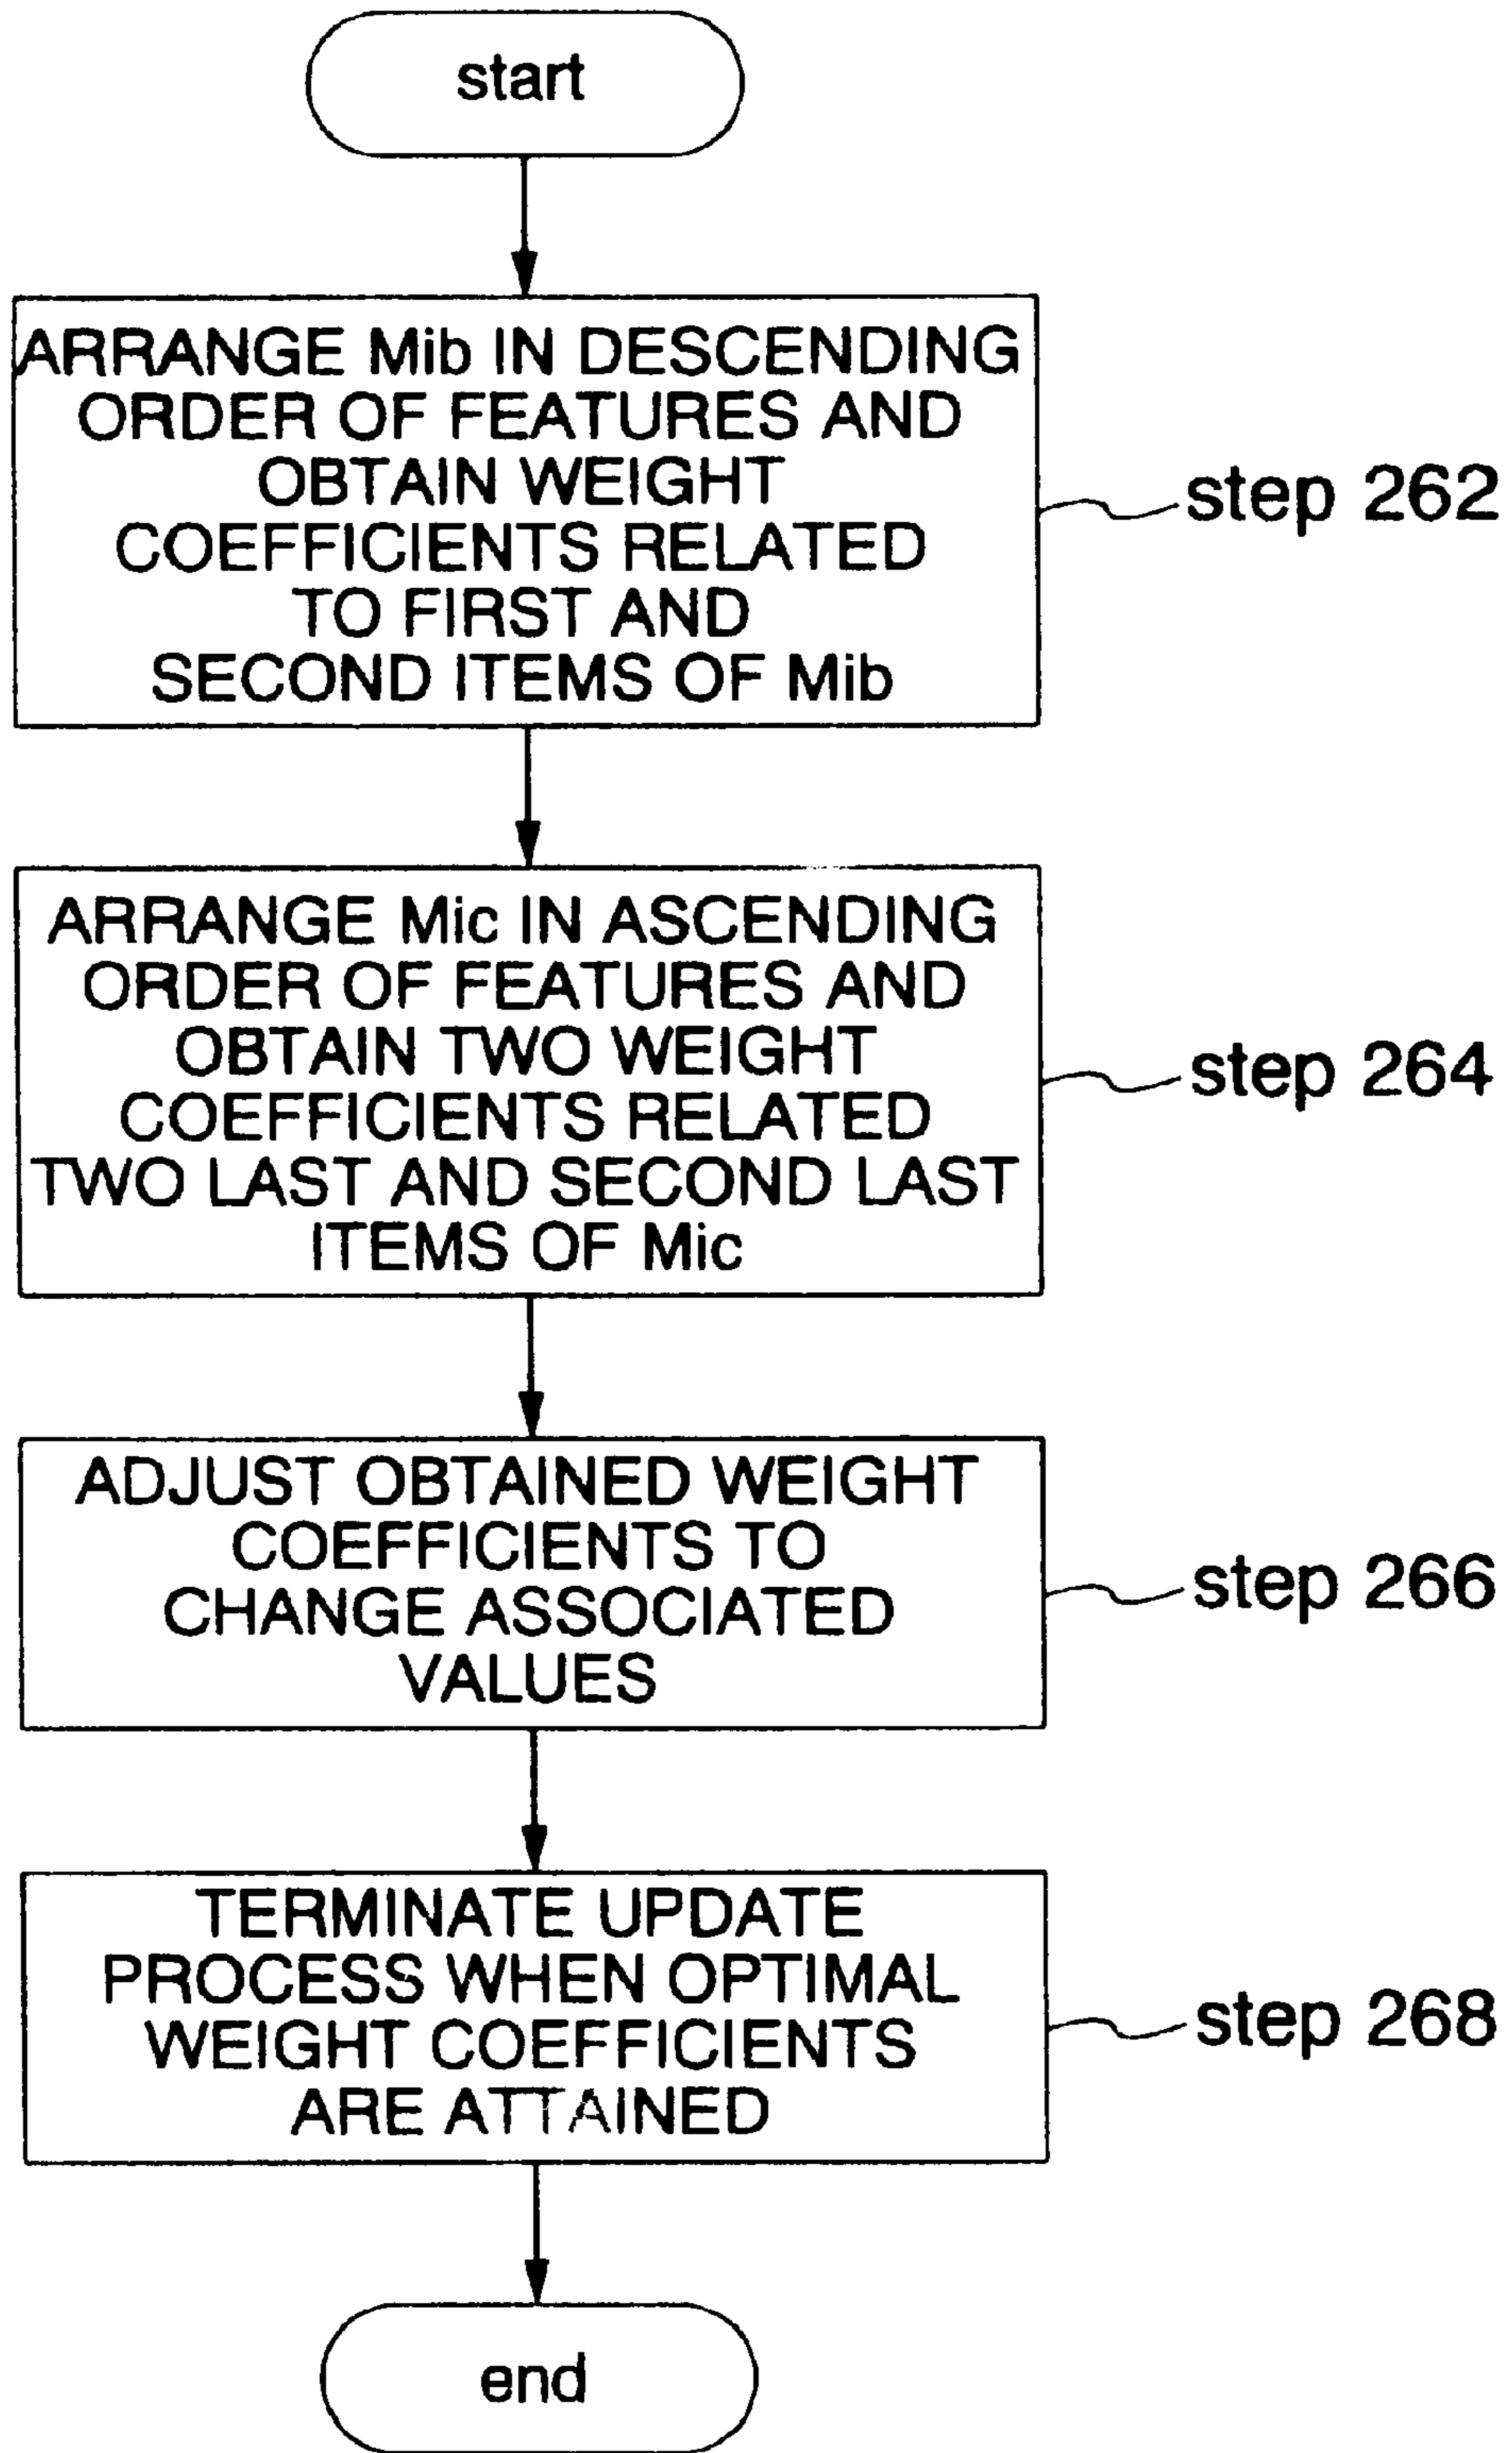 start
ARRANGE Mib IN DESCENDING
ORDER OF FEATURES AND
OBTAIN WEIGHT
COEFFICIENTS RELATED
TO FIRST AND
SECOND ITEMS OF Mib
step 262
ARRANGE Mic IN ASCENDING
ORDER OF FEATURES AND
OBTAIN TWO WEIGHT
COEFFICIENTS RELATED
TWO LAST AND SECOND LAST
ITEMS OF Mic
step 264
ADJUST OBTAINED WEIGHT
COEFFICIENTS TO
CHANGE ASSOCIATED
VALUES
step 266
TERMINATE UPDATE
PROCESS WHEN OPTIMAL
WEIGHT COEFFICIENTS
ARE ATTAINED
step 268
end